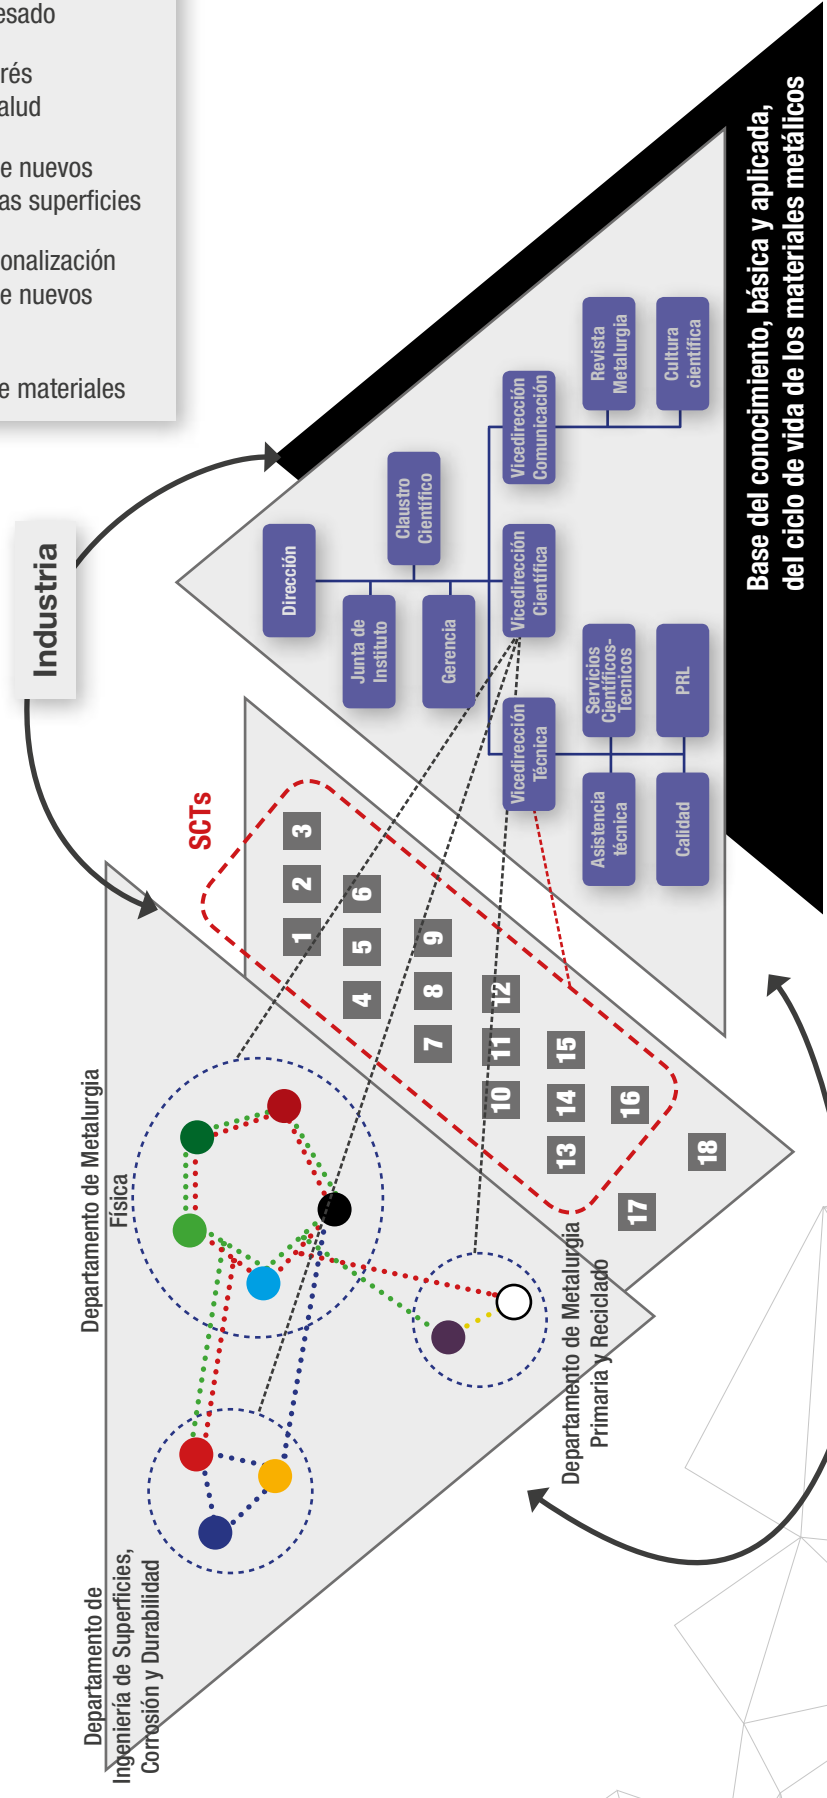 esado
rés
alud
e nuevos
as superficies
onalización
e nuevos
e materiales
Industria
SCTs
1
2
3
4
5
6
7
8
9
10
11
12
13
14
15
16
17
18
Departamento de Metalurgia
Física
Departamento de
Ingeniería de Superficies,
Corrosión y Durabilidad
Departamento de Metalurgia
Primaria y Reciclado
Dirección
Claustro
Científico
Junta de
Instituto
Gerencia
Vicedirección
Técnica
Vicedirección
Científica
Vicedirección
Comunicación
Asistencia
técnica
Servicios
Científicos-
Tecnicos
Calidad
PRL
Revista
Metalurgia
Cultura
científica
Base del conocimiento, básica y aplicada,
del ciclo de vida de los materiales metálicos